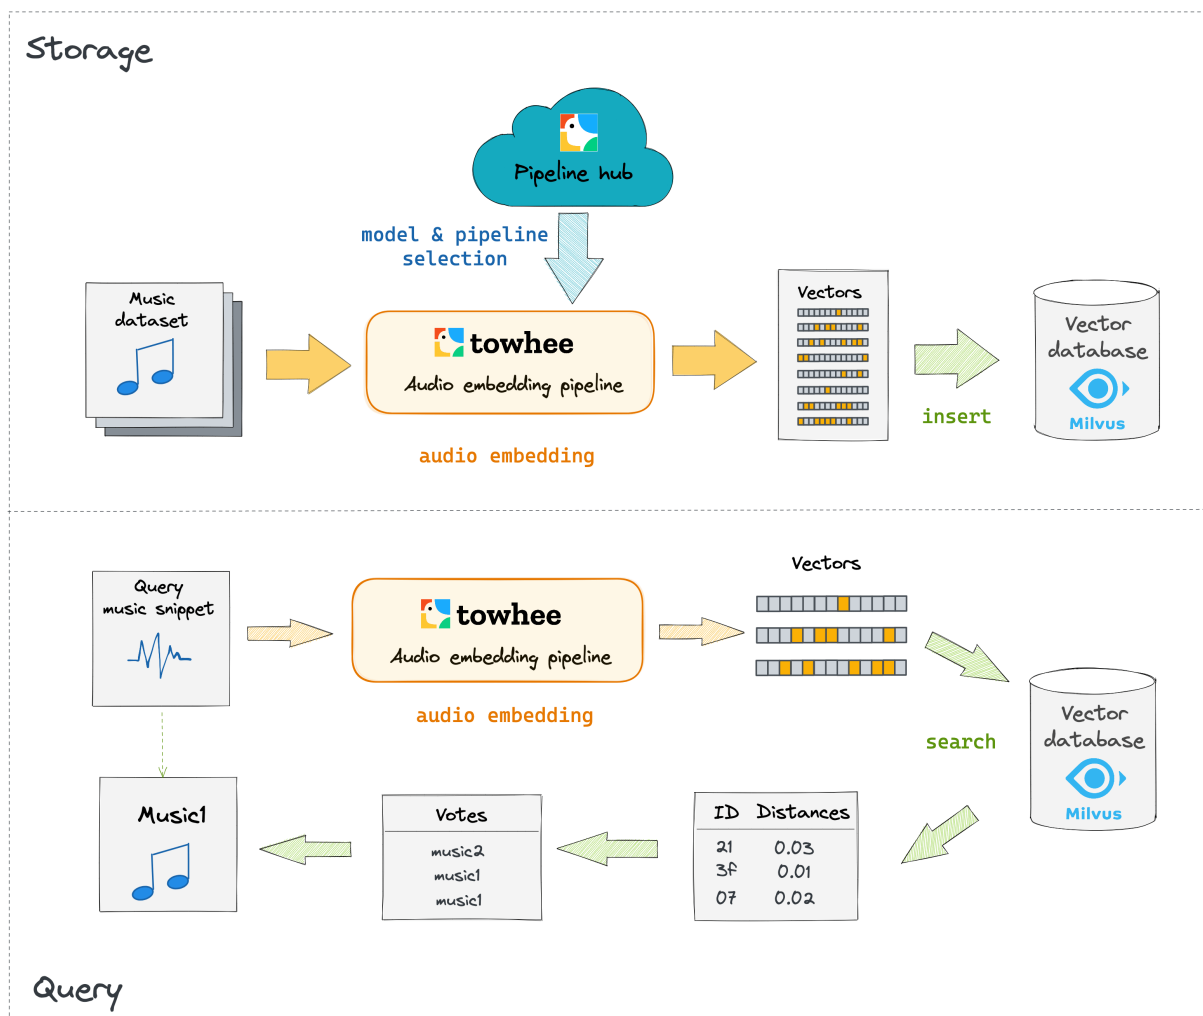 Storage
Pipeline hub
model & pipeline
selection
Music
dataset
towhee
Audio embedding pipeline
audio embedding
Vectors
insert
Vector
database
Milvus
Query
music snippet
towhee
Audio embedding pipeline
audio embedding
Vectors
search
Vector
database
Milvus
Music1
Votes
music2
music1
music1
ID Distances
21 0.03
3f 0.01
07 0.02
Query